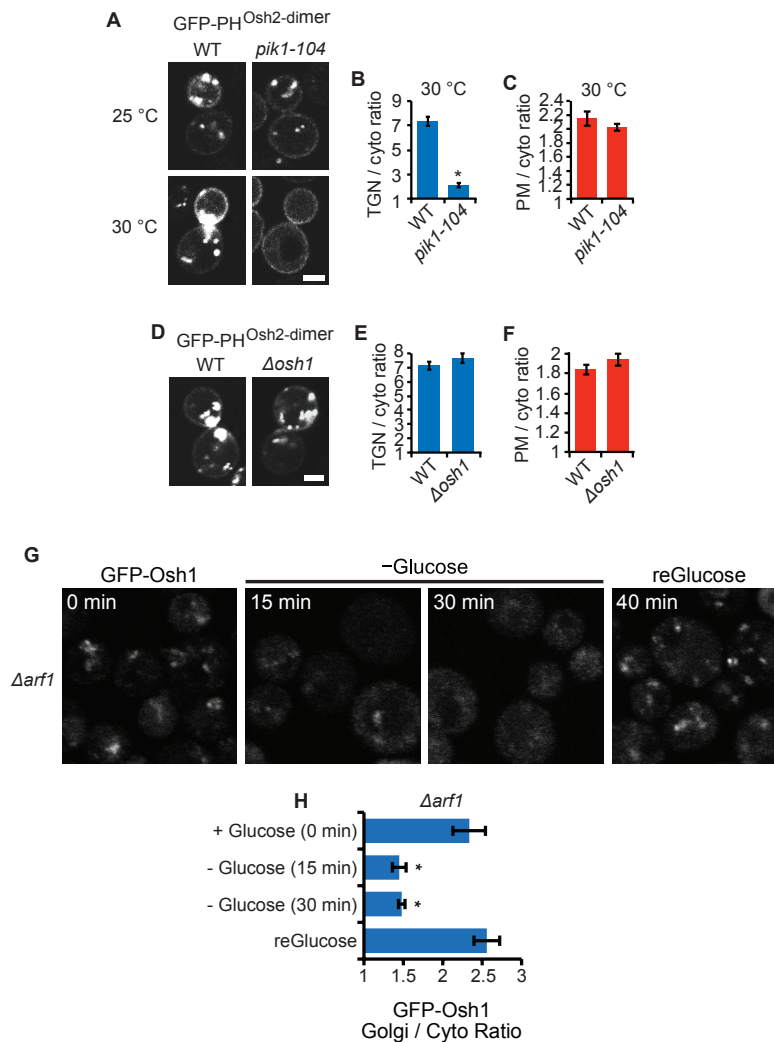 A
GFP-PH^Osh2-dimer
WT pik1-104
25 °C
30 °C
B
30 °C
TGN / cyto ratio
9
7
5
3
1
*
WT
pik1-104
C
30 °C
PM / cyto ratio
2.4
2.2
2
1.8
1.6
1.4
1.2
1
WT
pik1-104
D
GFP-PH^Osh2-dimer
WT Δosh1
E
TGN / cyto ratio
8
7
6
5
4
3
2
1
WT
Δosh1
F
PM / cyto ratio
2
1.8
1.6
1.4
1.2
1
WT
Δosh1
G
GFP-Osh1
−Glucose
reGlucose
0 min
15 min
30 min
40 min
Δarf1
H
Δarf1
+ Glucose (0 min)
- Glucose (15 min) *
- Glucose (30 min) *
reGlucose
1 1.5 2 2.5 3
GFP-Osh1
Golgi / Cyto Ratio